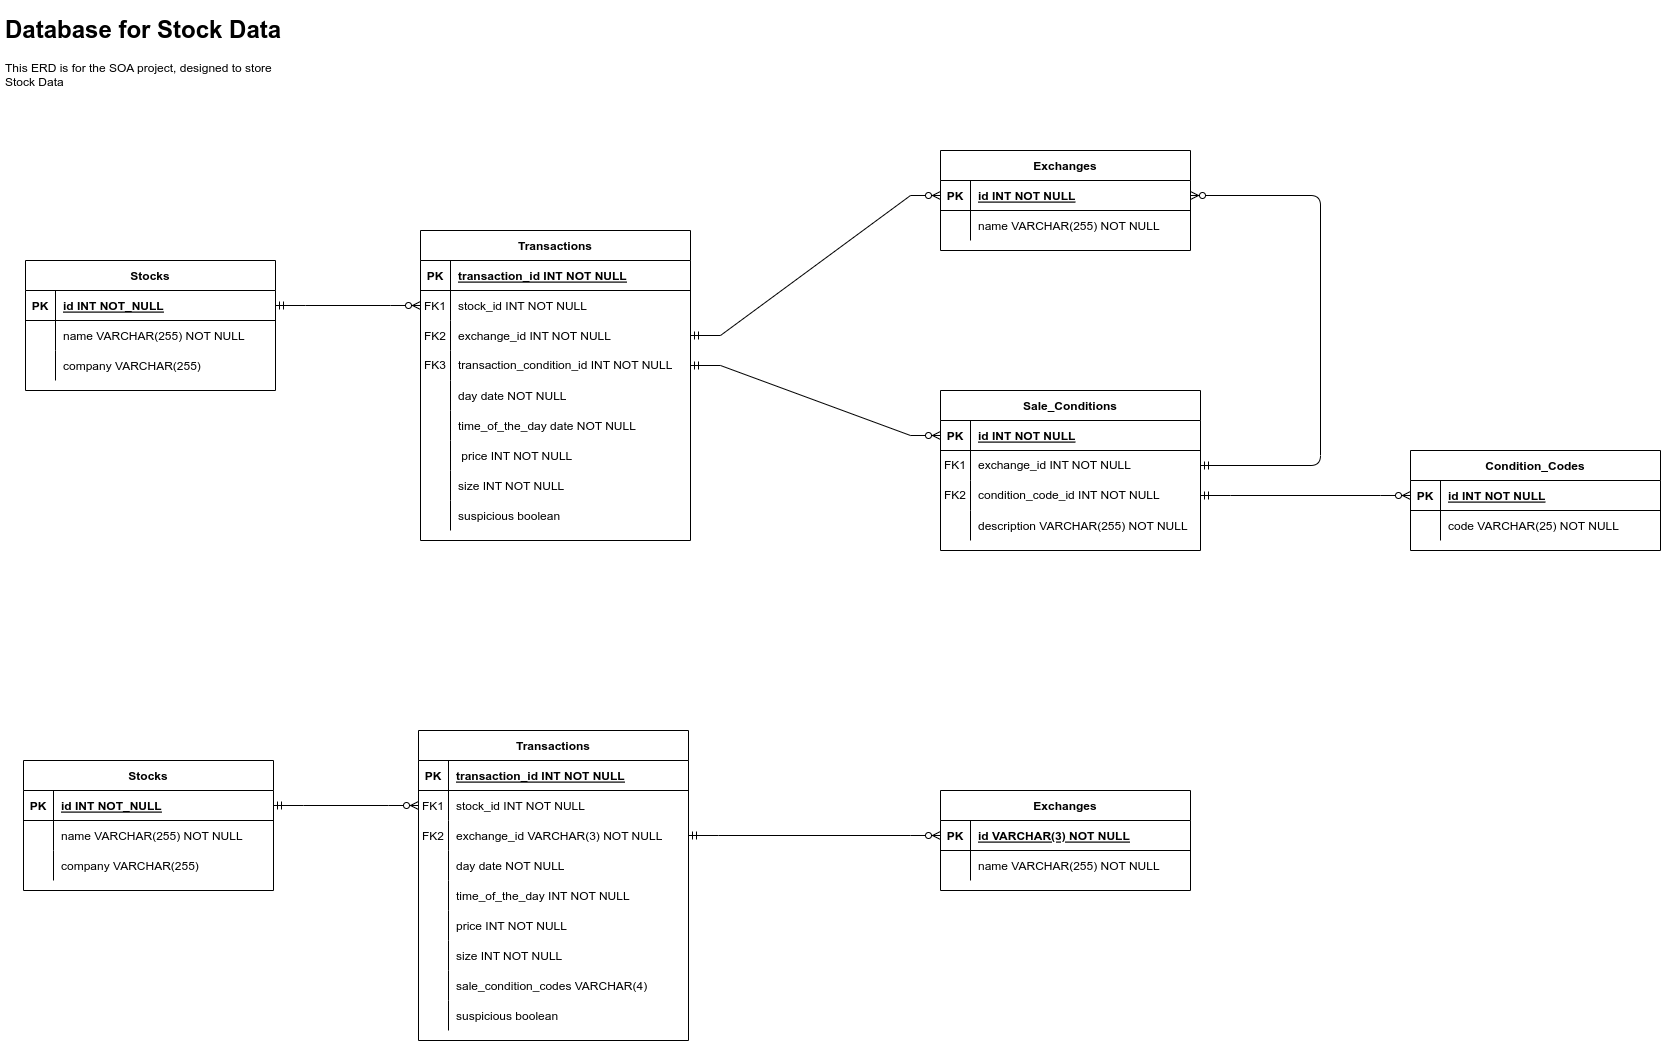 Database for Stock Data
This ERD is for the SOA project, designed to store
Stock Data
Stocks
PK id INT NOT_NULL
name VARCHAR(255) NOT NULL
company VARCHAR(255)
Transactions
PK transaction_id INT NOT NULL
FK1 stock_id INT NOT NULL
FK2 exchange_id INT NOT NULL
FK3 transaction_condition_id INT NOT NULL
day date NOT NULL
time_of_the_day date NOT NULL
price INT NOT NULL
size INT NOT NULL
suspicious boolean
Exchanges
PK id INT NOT NULL
name VARCHAR(255) NOT NULL
Sale_Conditions
PK id INT NOT NULL
FK1 exchange_id INT NOT NULL
FK2 condition_code_id INT NOT NULL
description VARCHAR(255) NOT NULL
Condition_Codes
PK id INT NOT NULL
code VARCHAR(25) NOT NULL
Stocks
PK id INT NOT_NULL
name VARCHAR(255) NOT NULL
company VARCHAR(255)
Transactions
PK transaction_id INT NOT NULL
FK1 stock_id INT NOT NULL
FK2 exchange_id VARCHAR(3) NOT NULL
day date NOT NULL
time_of_the_day INT NOT NULL
price INT NOT NULL
size INT NOT NULL
sale_condition_codes VARCHAR(4)
suspicious boolean
Exchanges
PK id VARCHAR(3) NOT NULL
name VARCHAR(255) NOT NULL